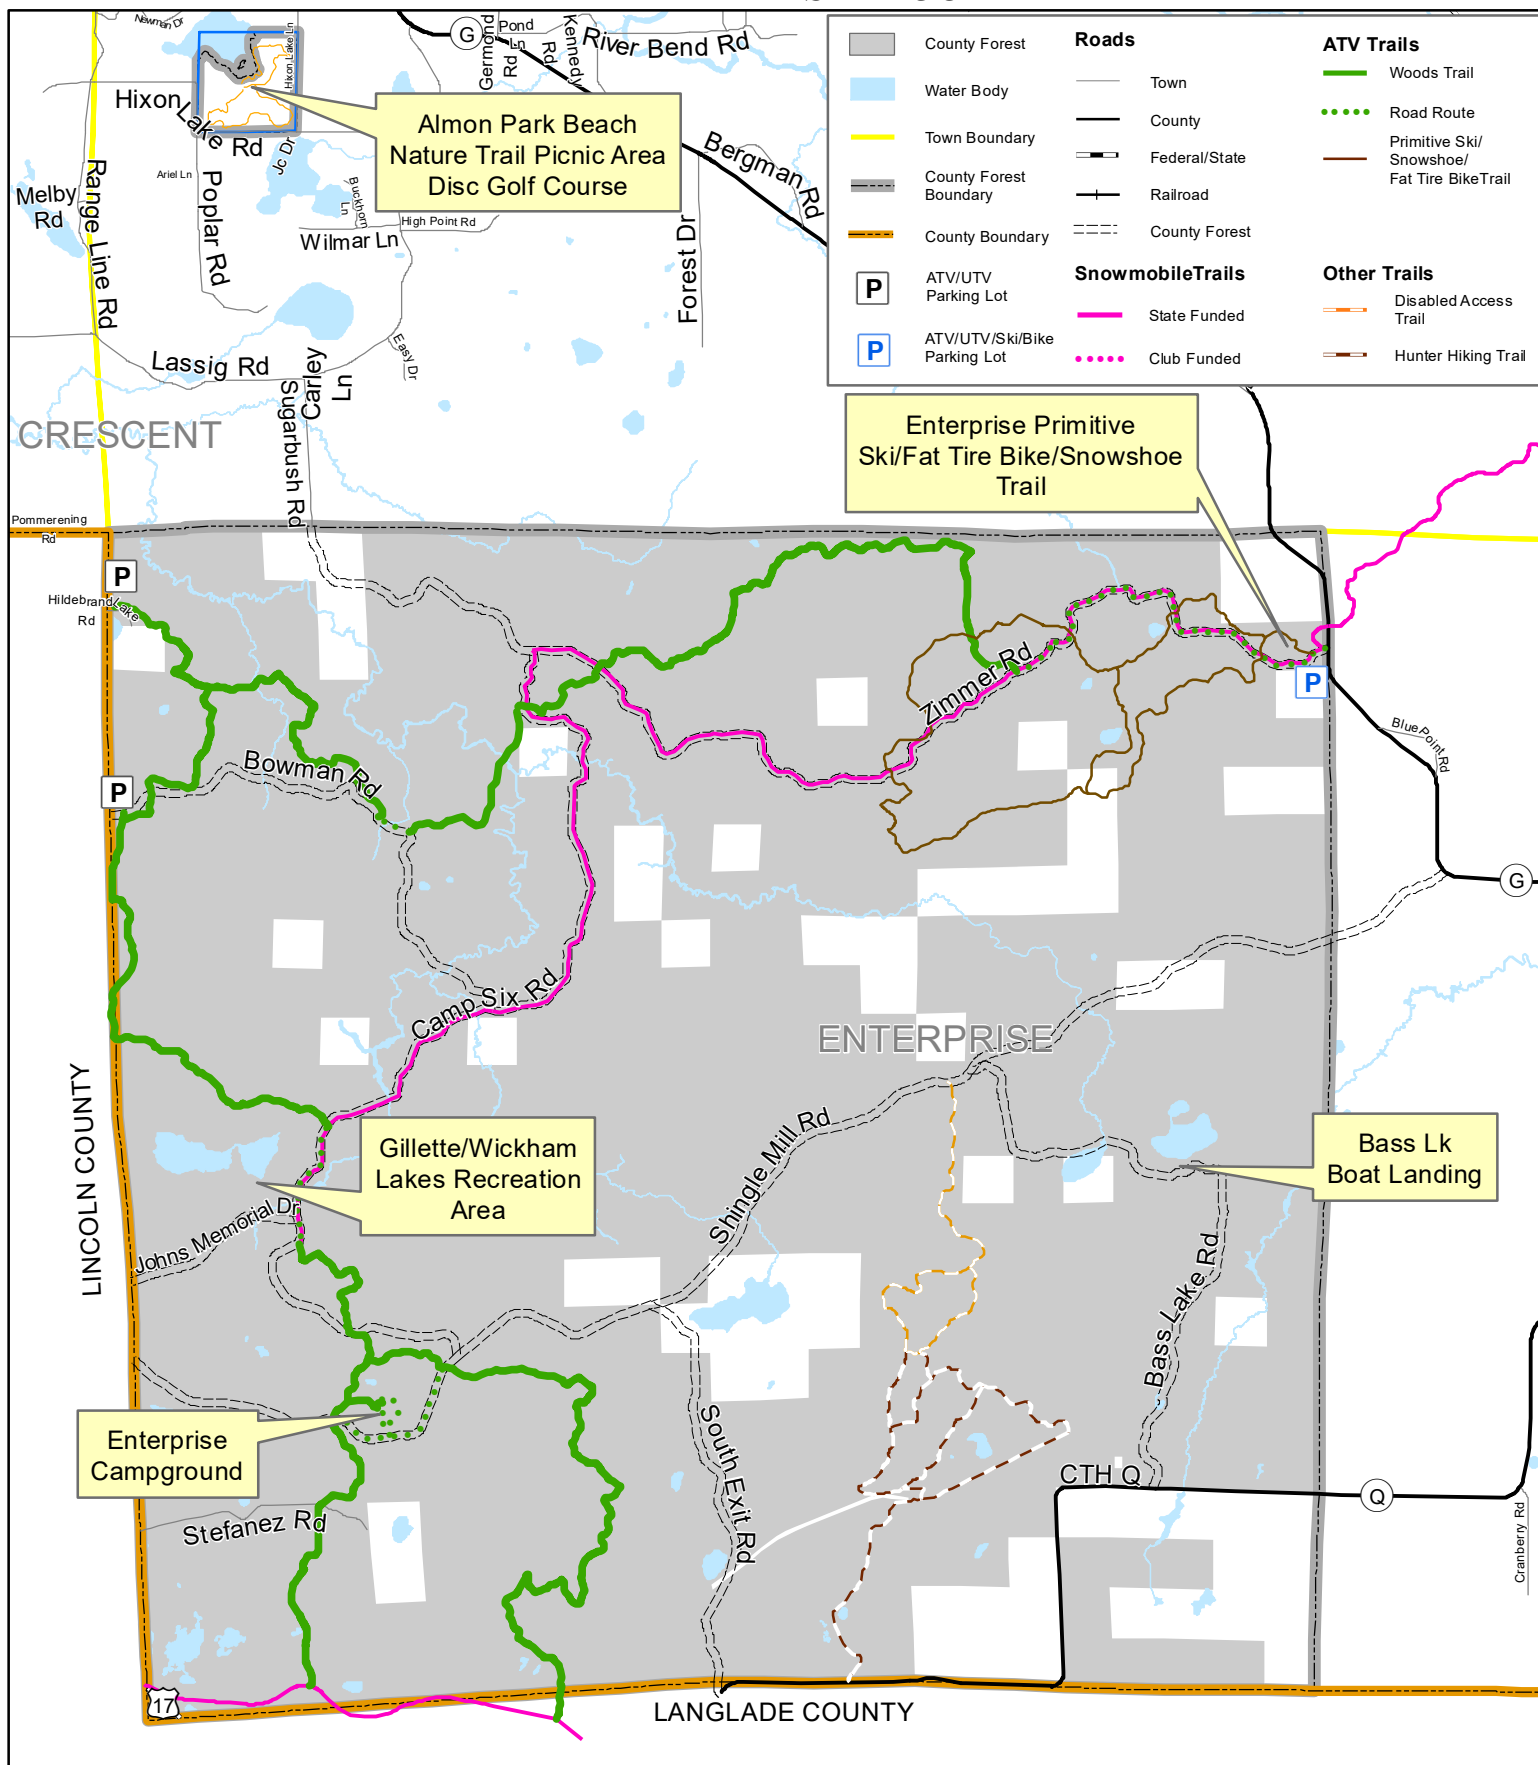 Newman Dr
Hixon Lake Ln
G
Germond
Rd
Pond
Ln
Kennedy
Rd
River Bend Rd
Hixon
Lake
Rd
Almon Park Beach
Nature Trail Picnic Area
Disc Golf Course
Bergman Rd
Jc Dr
Ariel Ln
Buckhorn
Ln
High Point Rd
Wilmar Ln
Melby
Rd
Range Line Rd
Poplar Rd
Forest Dr
Lassig Rd
Easy Dr
Carley
Ln
Sugarbush Rd
CRESCENT
County Forest
Water Body
Town Boundary
County Forest
Boundary
County Boundary
P
ATV/UTV
Parking Lot
P
ATV/UTV/Ski/Bike
Parking Lot
Roads
Town
County
Federal/State
Railroad
County Forest
SnowmobileTrails
State Funded
Club Funded
ATV Trails
Woods Trail
Road Route
Primitive Ski/
Snowshoe/
Fat Tire BikeTrail
Other Trails
Disabled Access
Trail
Hunter Hiking Trail
Enterprise Primitive
Ski/Fat Tire Bike/Snowshoe
Trail
Pommerening
Rd
P
Hildebrand Lake
Rd
Zimmer Rd
P
Blue Point Rd
Bowman Rd
P
G
Camp Six Rd
ENTERPRISE
LINCOLN COUNTY
Gillette/Wickham
Lakes Recreation
Area
Shingle Mill Rd
Bass Lk
Boat Landing
Johns Memorial Dr
Bass Lake Rd
Enterprise
Campground
South Exit Rd
CTH Q
Q
Stefanez Rd
Cranberry Rd
17
LANGLADE COUNTY